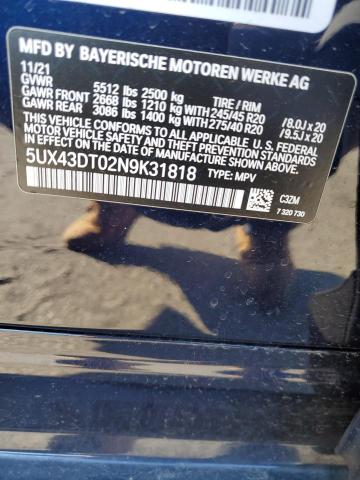 MFD BY BAYERISCHE MOTOREN WERKE AG
11/21
GVWR 5512 lbs 2500 kg TIRE / RIM
GAWR FRONT 2668 lbs 1210 kg WITH 245/45 R20 / 8.0J x 20
GAWR REAR 3086 lbs 1400 kg WITH 275/40 R20 / 9.5J x 20
THIS VEHICLE CONFORMS TO ALL APPLICABLE FEDERAL
MOTOR VEHICLE SAFETY, BUMPER, AND
THEFT PREVENTION STANDARDS IN EFFECT ON
THE DATE OF MANUFACTURE SHOWN ABOVE.
5UX43DT02N9K31818 TYPE: MPV
C3ZM
7 320 730